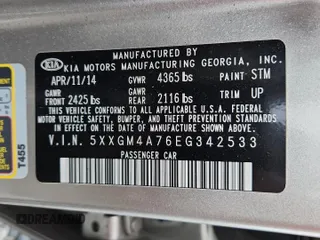 MANUFACTURED BY
KIA KIA MOTORS MANUFACTURING GEORGIA, INC.
APR/11/14 GVWR 4365 lbs PAINT STM
GAWR FRONT 2425 lbs GAWR REAR 2116 lbs TRIM UP
THIS VEHICLE CONFORMS TO ALL APPLICABLE U.S. FEDERAL
MOTOR VEHICLE SAFETY, BUMPER, AND THEFT PREVENTION
STANDARDS IN EFFECT ON THE DATE OF MANUFACTURE SHOWN ABOVE.
V.I.N. 5XXGM4A76EG342533
PASSENGER CAR
T455
DREAMBID